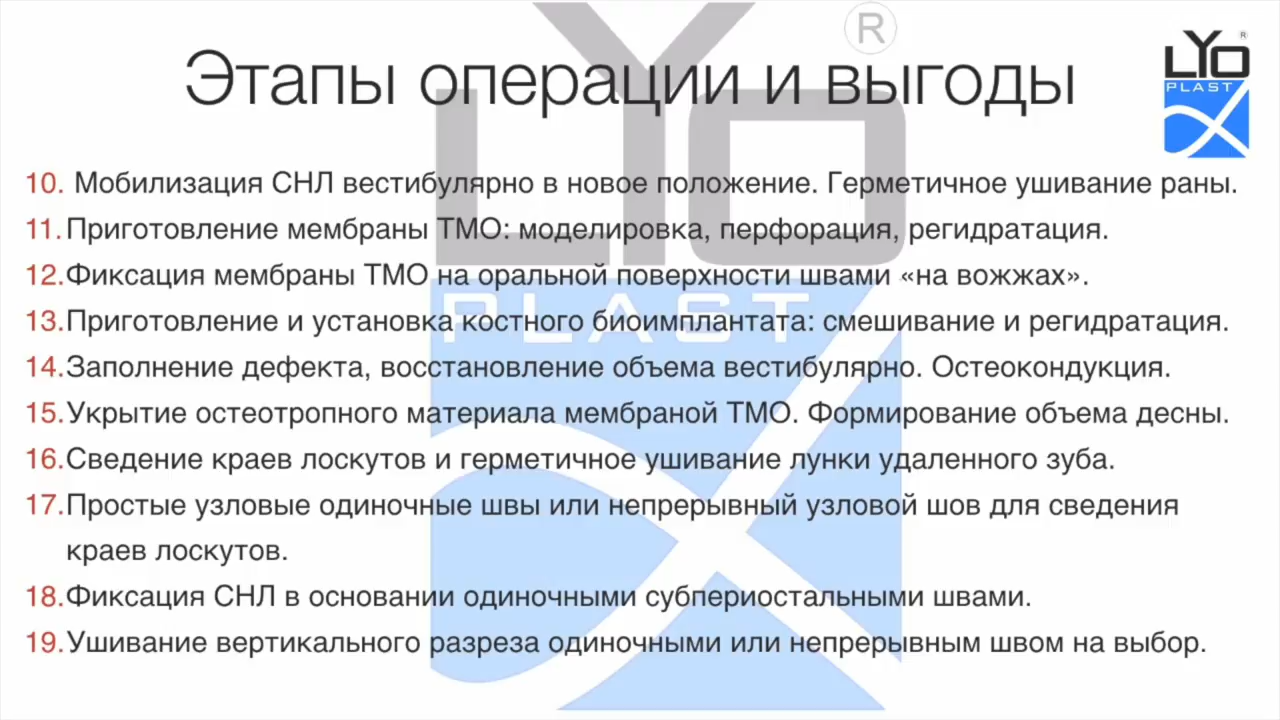 Этапы операции и выгоды
®
LYO
PLAST
10. Мобилизация СНЛ вестибулярно в новое положение. Герметичное ушивание раны.
11. Приготовление мембраны ТМО: моделировка, перфорация, регидратация.
12. Фиксация мембраны ТМО на оральной поверхности швами «на вожжах».
13. Приготовление и установка костного биоимплантата: смешивание и регидратация.
14. Заполнение дефекта, восстановление объема вестибулярно. Остеокондукция.
15. Укрытие остеотропного материала мембраной ТМО. Формирование объема десны.
16. Сведение краев лоскутов и герметичное ушивание лунки удаленного зуба.
17. Простые узловые одиночные швы или непрерывный узловой шов для сведения
краев лоскутов.
18. Фиксация СНЛ в основании одиночными субпериостальными швами.
19. Ушивание вертикального разреза одиночными или непрерывным швом на выбор.
®
LYO
PLAST